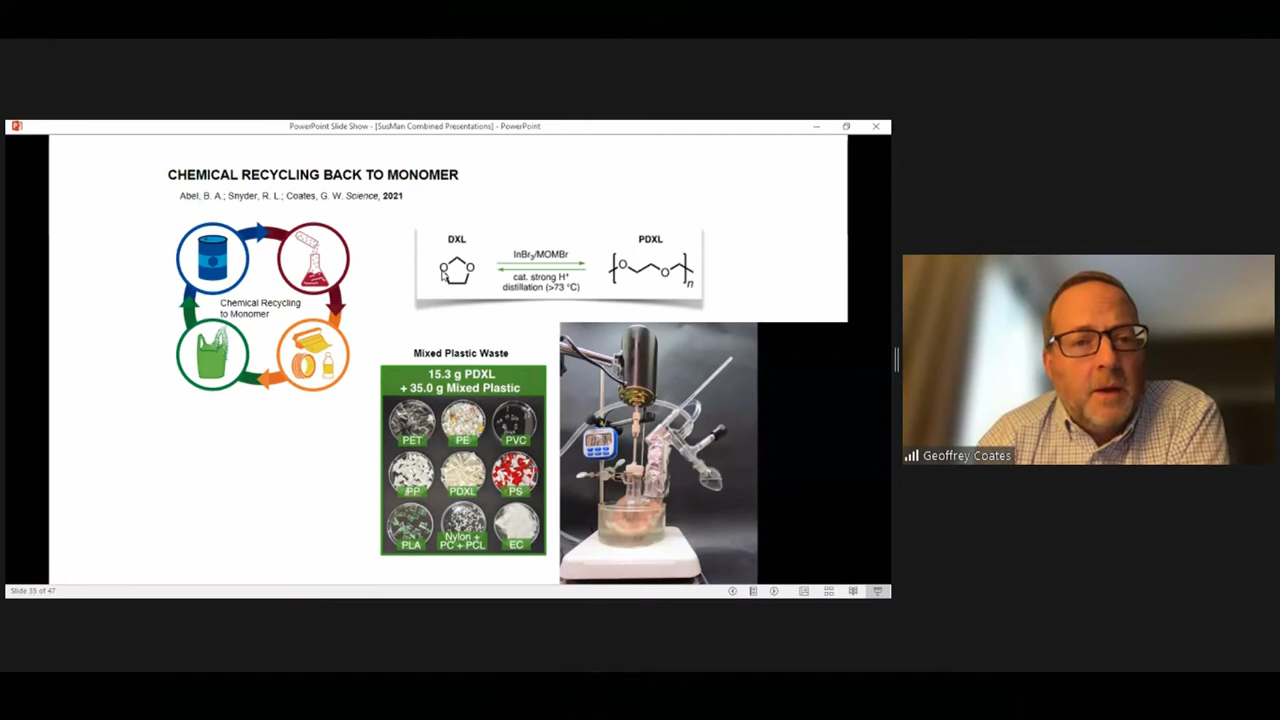 PowerPoint Slide Show - [SusMan Combined Presentations] - PowerPoint
CHEMICAL RECYCLING BACK TO MONOMER
Abel, B. A.; Snyder, R. L.; Coates, G. W. Science, 2021
Chemical Recycling
to Monomer
DXL
O
O
InBr3/MOMBr
cat. strong H+
distillation (>73 °C)
PDXL
O
O
n
Mixed Plastic Waste
15.3 g PDXL
+ 35.0 g Mixed Plastic
PET
PE
PVC
iPP
PDXL
PS
PLA
Nylon +
PC + PCL
EC
Geoffrey Coates
Slide 35 of 47